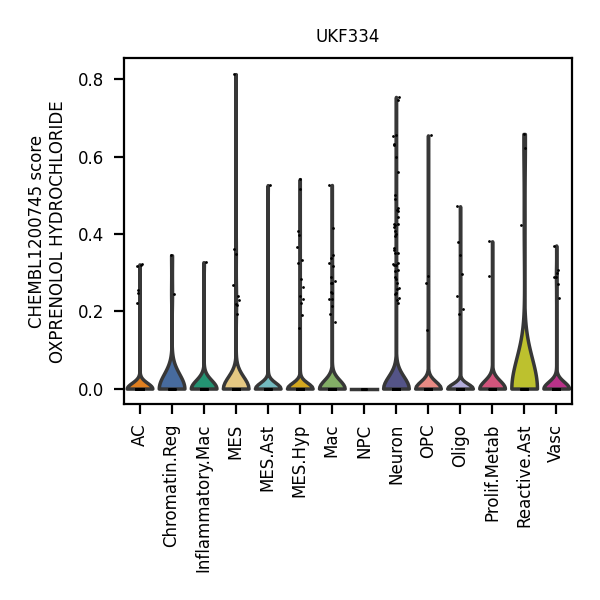 UKF334
CHEMBL1200745 score
OXPRENOLOL HYDROCHLORIDE
0.8
0.6
0.4
0.2
0.0
AC
Chromatin.Reg
Inflammatory.Mac
MES
MES.Ast
MES.Hyp
Mac
NPC
Neuron
OPC
Oligo
Prolif.Metab
Reactive.Ast
Vasc